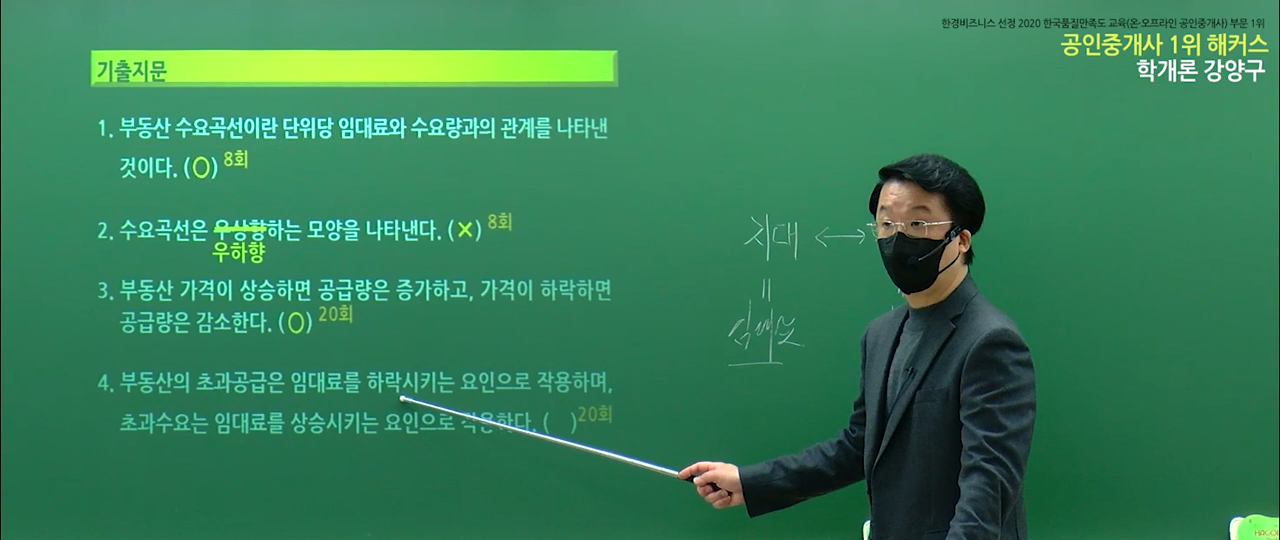 한경비즈니스 선정 2020 한국품질만족도 교육(온·오프라인 공인중개사) 부문 1위
공인중개사 1위 해커스
학개론 강양구
기출지문
1. 부동산 수요곡선이란 단위당 임대료와 수요량과의 관계를 나타낸
것이다. (O) 8회
2. 수요곡선은 우상향하는 모양을 나타낸다. (×) 8회
우하향
3. 부동산 가격이 상승하면 공급량은 증가하고, 가격이 하락하면
공급량은 감소한다. (O) 20회
4. 부동산의 초과공급은 임대료를 하락시키는 요인으로 작용하며,
초과수요는 임대료를 상승시키는 요인으로 작용한다. ( ) 20회
지대 ↔
=
임대료